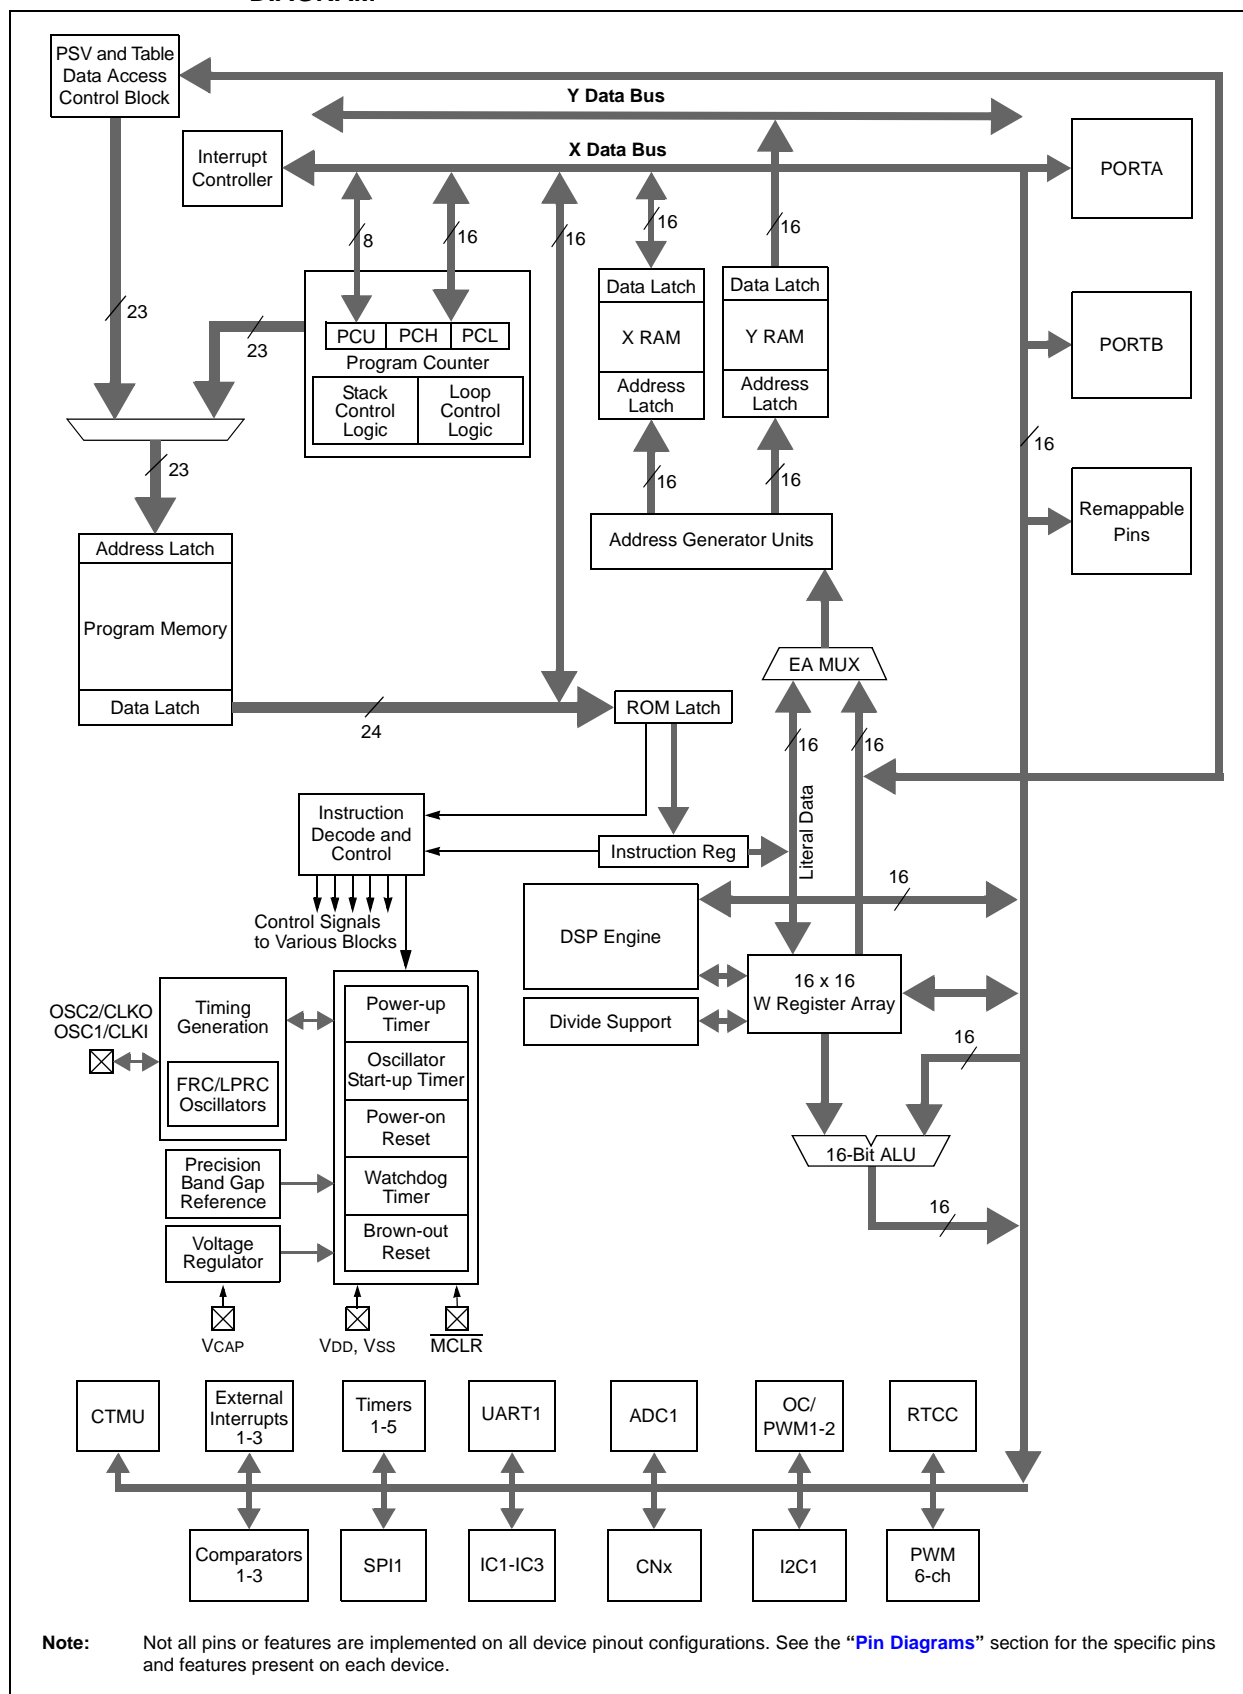 DIAGRAM
PSV and Table
Data Access
Control Block
Y Data Bus
Interrupt
Controller
X Data Bus
PORTA
8
16
16
16
16
23
23
Data Latch
X RAM
Address
Latch
Data Latch
Y RAM
Address
Latch
PCU
PCH
PCL
Program Counter
Stack
Control
Logic
Loop
Control
Logic
PORTB
16
23
16
16
Remappable
Pins
Address Generator Units
Address Latch
Program Memory
Data Latch
24
EA MUX
ROM Latch
16
16
Literal Data
Instruction
Decode and
Control
Instruction Reg
Control Signals
to Various Blocks
16
DSP Engine
16 x 16
W Register Array
Divide Support
OSC2/CLKO
OSC1/CLKI
Timing
Generation
FRC/LPRC
Oscillators
Power-up
Timer
Oscillator
Start-up Timer
Power-on
Reset
Watchdog
Timer
Brown-out
Reset
16
16-Bit ALU
16
Precision
Band Gap
Reference
Voltage
Regulator
VCAP
VDD, VSS
MCLR
CTMU
External
Interrupts
1-3
Timers
1-5
UART1
ADC1
OC/
PWM1-2
RTCC
Comparators
1-3
SPI1
IC1-IC3
CNx
I2C1
PWM
6-ch
Note: Not all pins or features are implemented on all device pinout configurations. See the “Pin Diagrams” section for the specific pins
and features present on each device.